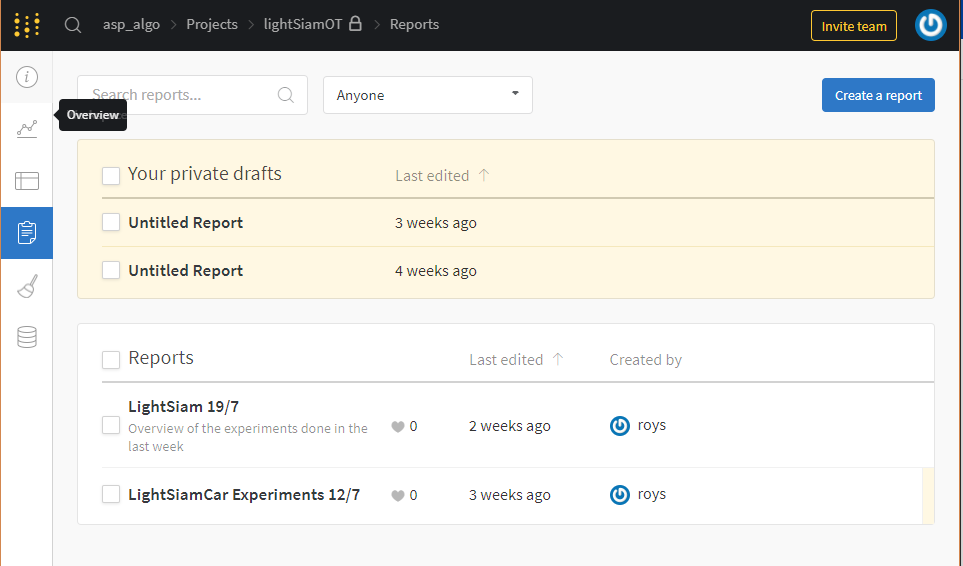 asp_algo > Projects > lightSiamOT > Reports
Invite team
Search reports...
Anyone
Create a report
Overview
Your private drafts Last edited ↑
Untitled Report 3 weeks ago
Untitled Report 4 weeks ago
Reports Last edited ↑ Created by
LightSiam 19/7
Overview of the experiments done in the
last week
0 2 weeks ago roys
LightSiamCar Experiments 12/7 0 3 weeks ago roys